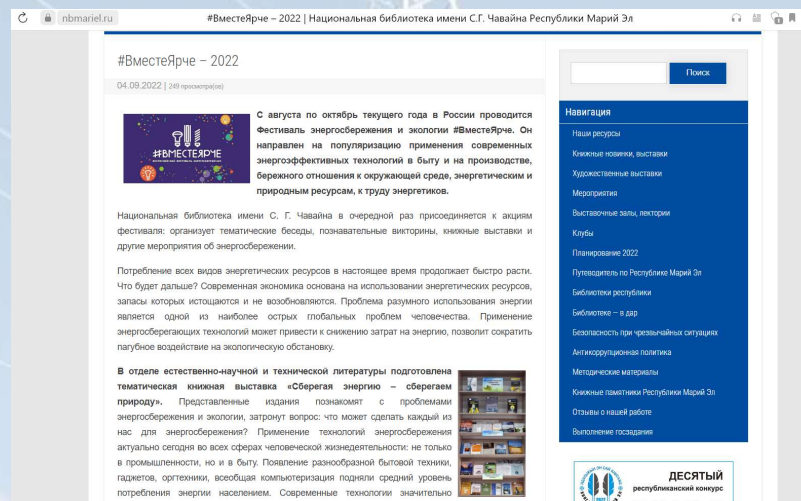 nbmariel.ru
#ВместеЯрче – 2022 | Национальная библиотека имени С.Г. Чавайна Республики Марий Эл
#ВместеЯрче – 2022
04.09.2022 | 249 просмотра(ов)
#ВМЕСТЕЯРЧЕ
С августа по октябрь текущего года в России проводится
Фестиваль энергосбережения и экологии #ВместеЯрче. Он
направлен на популяризацию применения современных
энергоэффективных технологий в быту и на производстве,
бережного отношения к окружающей среде, энергетическим и
природным ресурсам, к труду энергетиков.
Национальная библиотека имени С. Г. Чавайна в очередной раз присоединяется к акциям
фестиваля: организует тематические беседы, познавательные викторины, книжные выставки и
другие мероприятия об энергосбережении.
Потребление всех видов энергетических ресурсов в настоящее время продолжает быстро расти.
Что будет дальше? Современная экономика основана на использовании энергетических ресурсов,
запасы которых истощаются и не возобновляются. Проблема разумного использования энергии
является одной из наиболее острых глобальных проблем человечества. Применение
энергосберегающих технологий может привести к снижению затрат на энергию, позволит сократить
пагубное воздействие на экологическую обстановку.
В отделе естественно-научной и технической литературы подготовлена
тематическая книжная выставка «Сберегая энергию – сберегаем
природу». Представленные издания познакомят с проблемами
энергосбережения и экологии, затронут вопрос: что может сделать каждый из
нас для энергосбережения? Применение технологий энергосбережения
актуально сегодня во всех сферах человеческой жизнедеятельности: не только
в промышленности, но и в быту. Появление разнообразной бытовой техники,
гаджетов, оргтехники, всеобщая компьютеризация подняли средний уровень
потребления энергии населением. Современные технологии значительно
Поиск
Навигация
Наши ресурсы
Книжные новинки, выставки
Художественные выставки
Мероприятия
Выставочные залы, лектории
Клубы
Планирование 2022
Путеводитель по Республике Марий Эл
Библиотеки республики
Библиотеке – в дар
Безопасность при чрезвычайных ситуациях
Антикоррупционная политика
Методические материалы
Книжные памятники Республики Марий Эл
Отзывы о нашей работе
Выполнение госзадания
ДЕСЯТЫЙ
республиканский конкурс